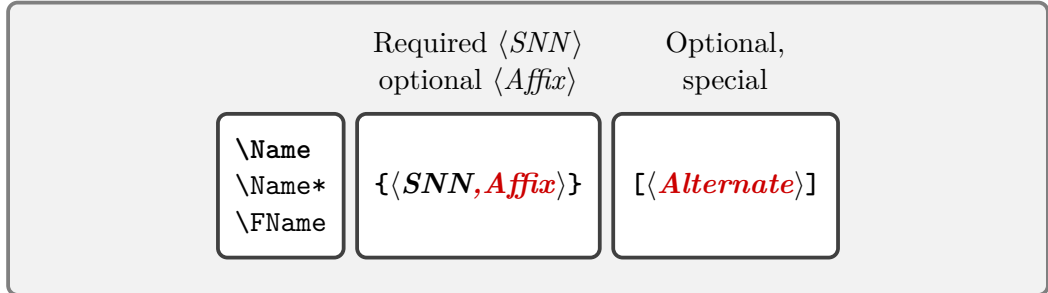 Required ⟨SNN⟩
optional ⟨Affix⟩
Optional,
special
\Name
\Name*
\FName
{⟨SNN,Affix⟩}
[⟨Alternate⟩]